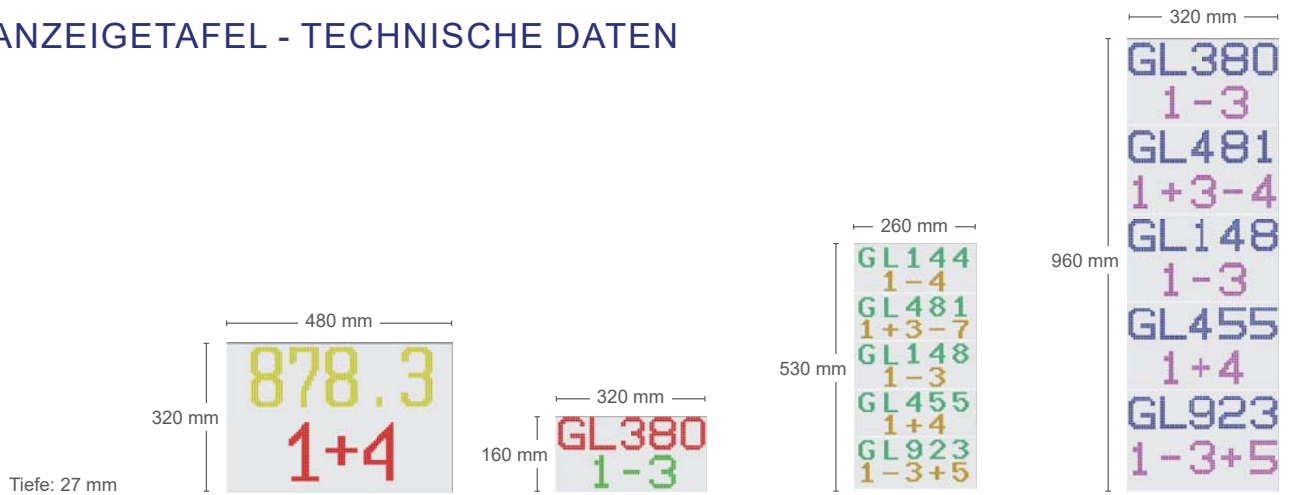 ANZEIGETAFEL - TECHNISCHE DATEN
480 mm
320 mm
878.3
1+4
Tiefe: 27 mm
320 mm
160 mm
GL380
1-3
260 mm
530 mm
GL144
1-4
GL481
1+3-7
GL148
1-3
GL455
1+4
GL923
1-3+5
320 mm
960 mm
GL380
1-3
GL481
1+3-4
GL148
1-3
GL455
1+4
GL923
1-3+5